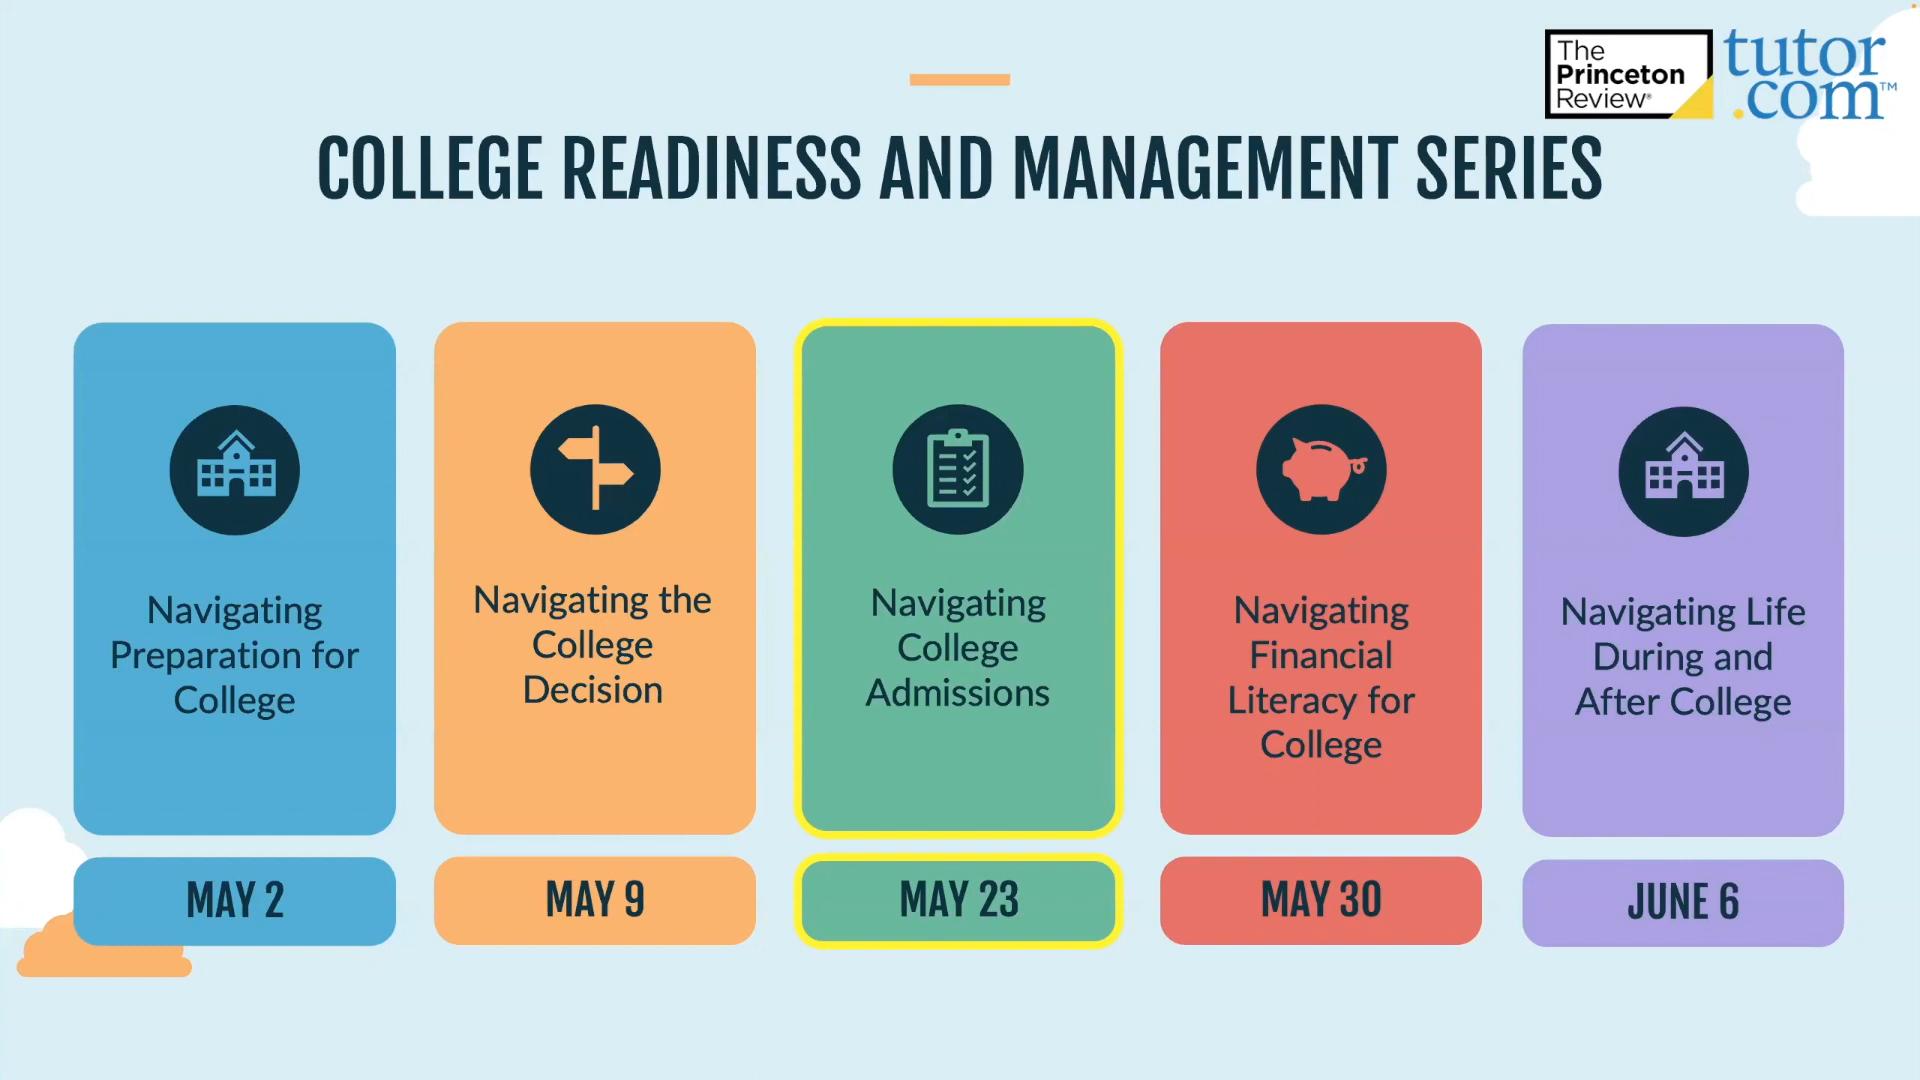 The
Princeton
Review®
tutor
.com™
COLLEGE READINESS AND MANAGEMENT SERIES
Navigating
Preparation for
College
MAY 2
Navigating the
College
Decision
MAY 9
Navigating
College
Admissions
MAY 23
Navigating
Financial
Literacy for
College
MAY 30
Navigating Life
During and
After College
JUNE 6